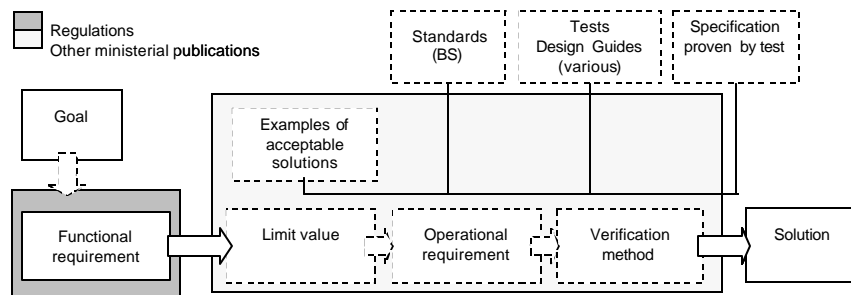 Regulations
Other ministerial publications
Standards
(BS)
Tests
Design Guides
(various)
Specification
proven by test
Goal
Examples of
acceptable
solutions
Functional
requirement
Limit value
Operational
requirement
Verification
method
Solution